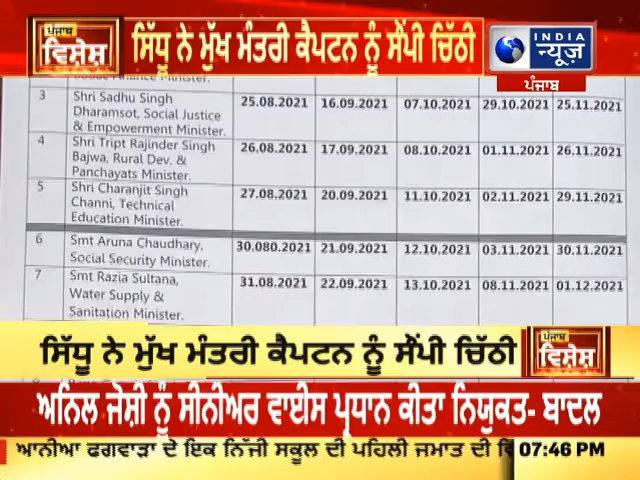 ਪੰਜਾਬ
ਵਿਸ਼ੇਸ਼
ਸਿੱਧੂ ਨੇ ਮੁੱਖ ਮੰਤਰੀ ਕੈਪਟਨ ਨੂੰ ਸੌਂਪੀ ਚਿੱਠੀ
INDIA
ਨਿਊਜ਼
ਪੰਜਾਬ
3 Shri Sadhu Singh Dharamsot, Social Justice & Empowerment Minister. 25.08.2021 16.09.2021 07.10.2021 29.10.2021 25.11.2021
4 Shri Tript Rajinder Singh Bajwa, Rural Dev. & Panchayats Minister. 26.08.2021 17.09.2021 08.10.2021 01.11.2021 26.11.2021
5 Shri Charanjit Singh Channi, Technical Education Minister. 27.08.2021 20.09.2021 11.10.2021 02.11.2021 29.11.2021
6 Smt Aruna Chaudhary, Social Security Minister. 30.080.2021 21.09.2021 12.10.2021 03.11.2021 30.11.2021
7 Smt Razia Sultana, Water Supply & Sanitation Minister. 31.08.2021 22.09.2021 13.10.2021 08.11.2021 01.12.2021
ਸਿੱਧੂ ਨੇ ਮੁੱਖ ਮੰਤਰੀ ਕੈਪਟਨ ਨੂੰ ਸੌਂਪੀ ਚਿੱਠੀ
ਪੰਜਾਬ
ਵਿਸ਼ੇਸ਼
ਅਨਿਲ ਜੋਸ਼ੀ ਨੂੰ ਸੀਨੀਅਰ ਵਾਈਸ ਪ੍ਰਧਾਨ ਕੀਤਾ ਨਿਯੁਕਤ- ਬਾਦਲ
ਆਨੀਆ ਫਗਵਾੜਾ ਦੇ ਇਕ ਨਿੱਜੀ ਸਕੂਲ ਦੀ ਪਹਿਲੀ ਜਮਾਤ ਦੀ
07:46 PM